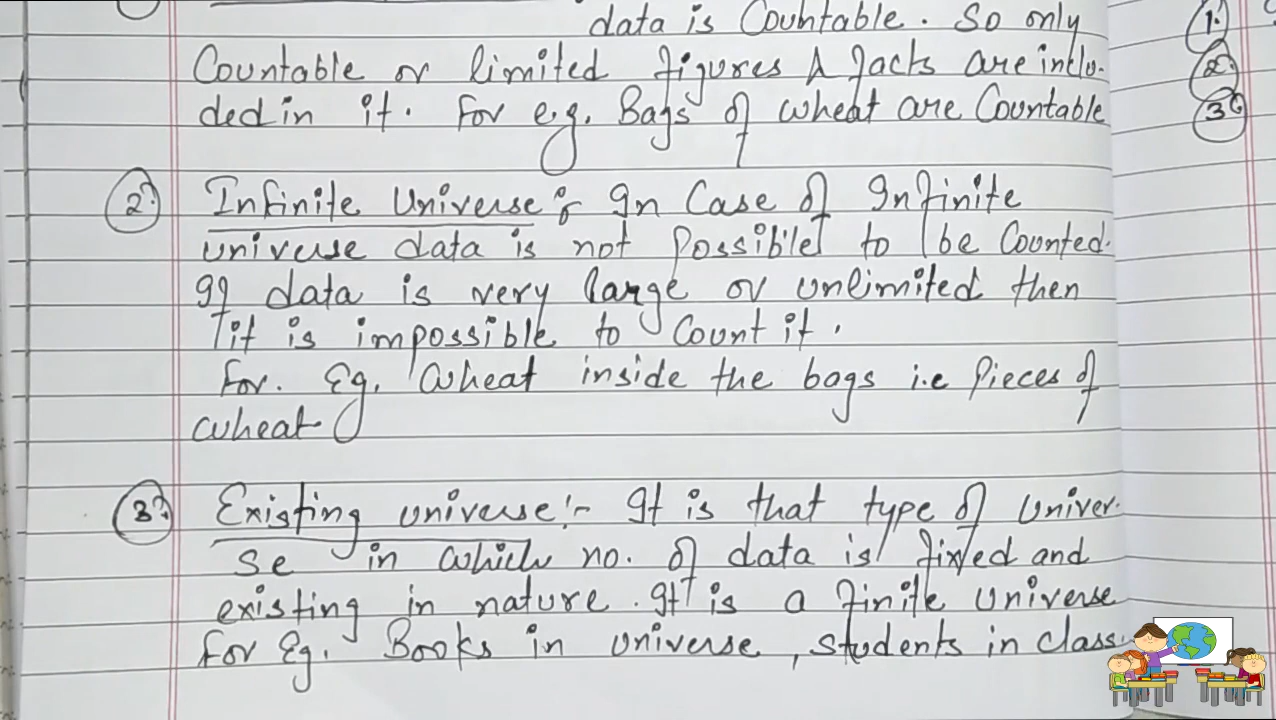 data is Countable. So only
Countable or limited figures & facts are inclu-
ded in it. For e.g. Bags of wheat are Countable
2. Infinite Universe :- In Case of Infinite
universe data is not possible to be Counted.
If data is very large or unlimited then
it is impossible to Count it.
For. Eg. Wheat inside the bags i.e Pieces of
wheat
3. Existing universe :- It is that type of Univer-
se in which no. of data is fixed and
existing in nature. It is a finite universe
For Eg. Books in universe, students in class.
1.
2.
3.